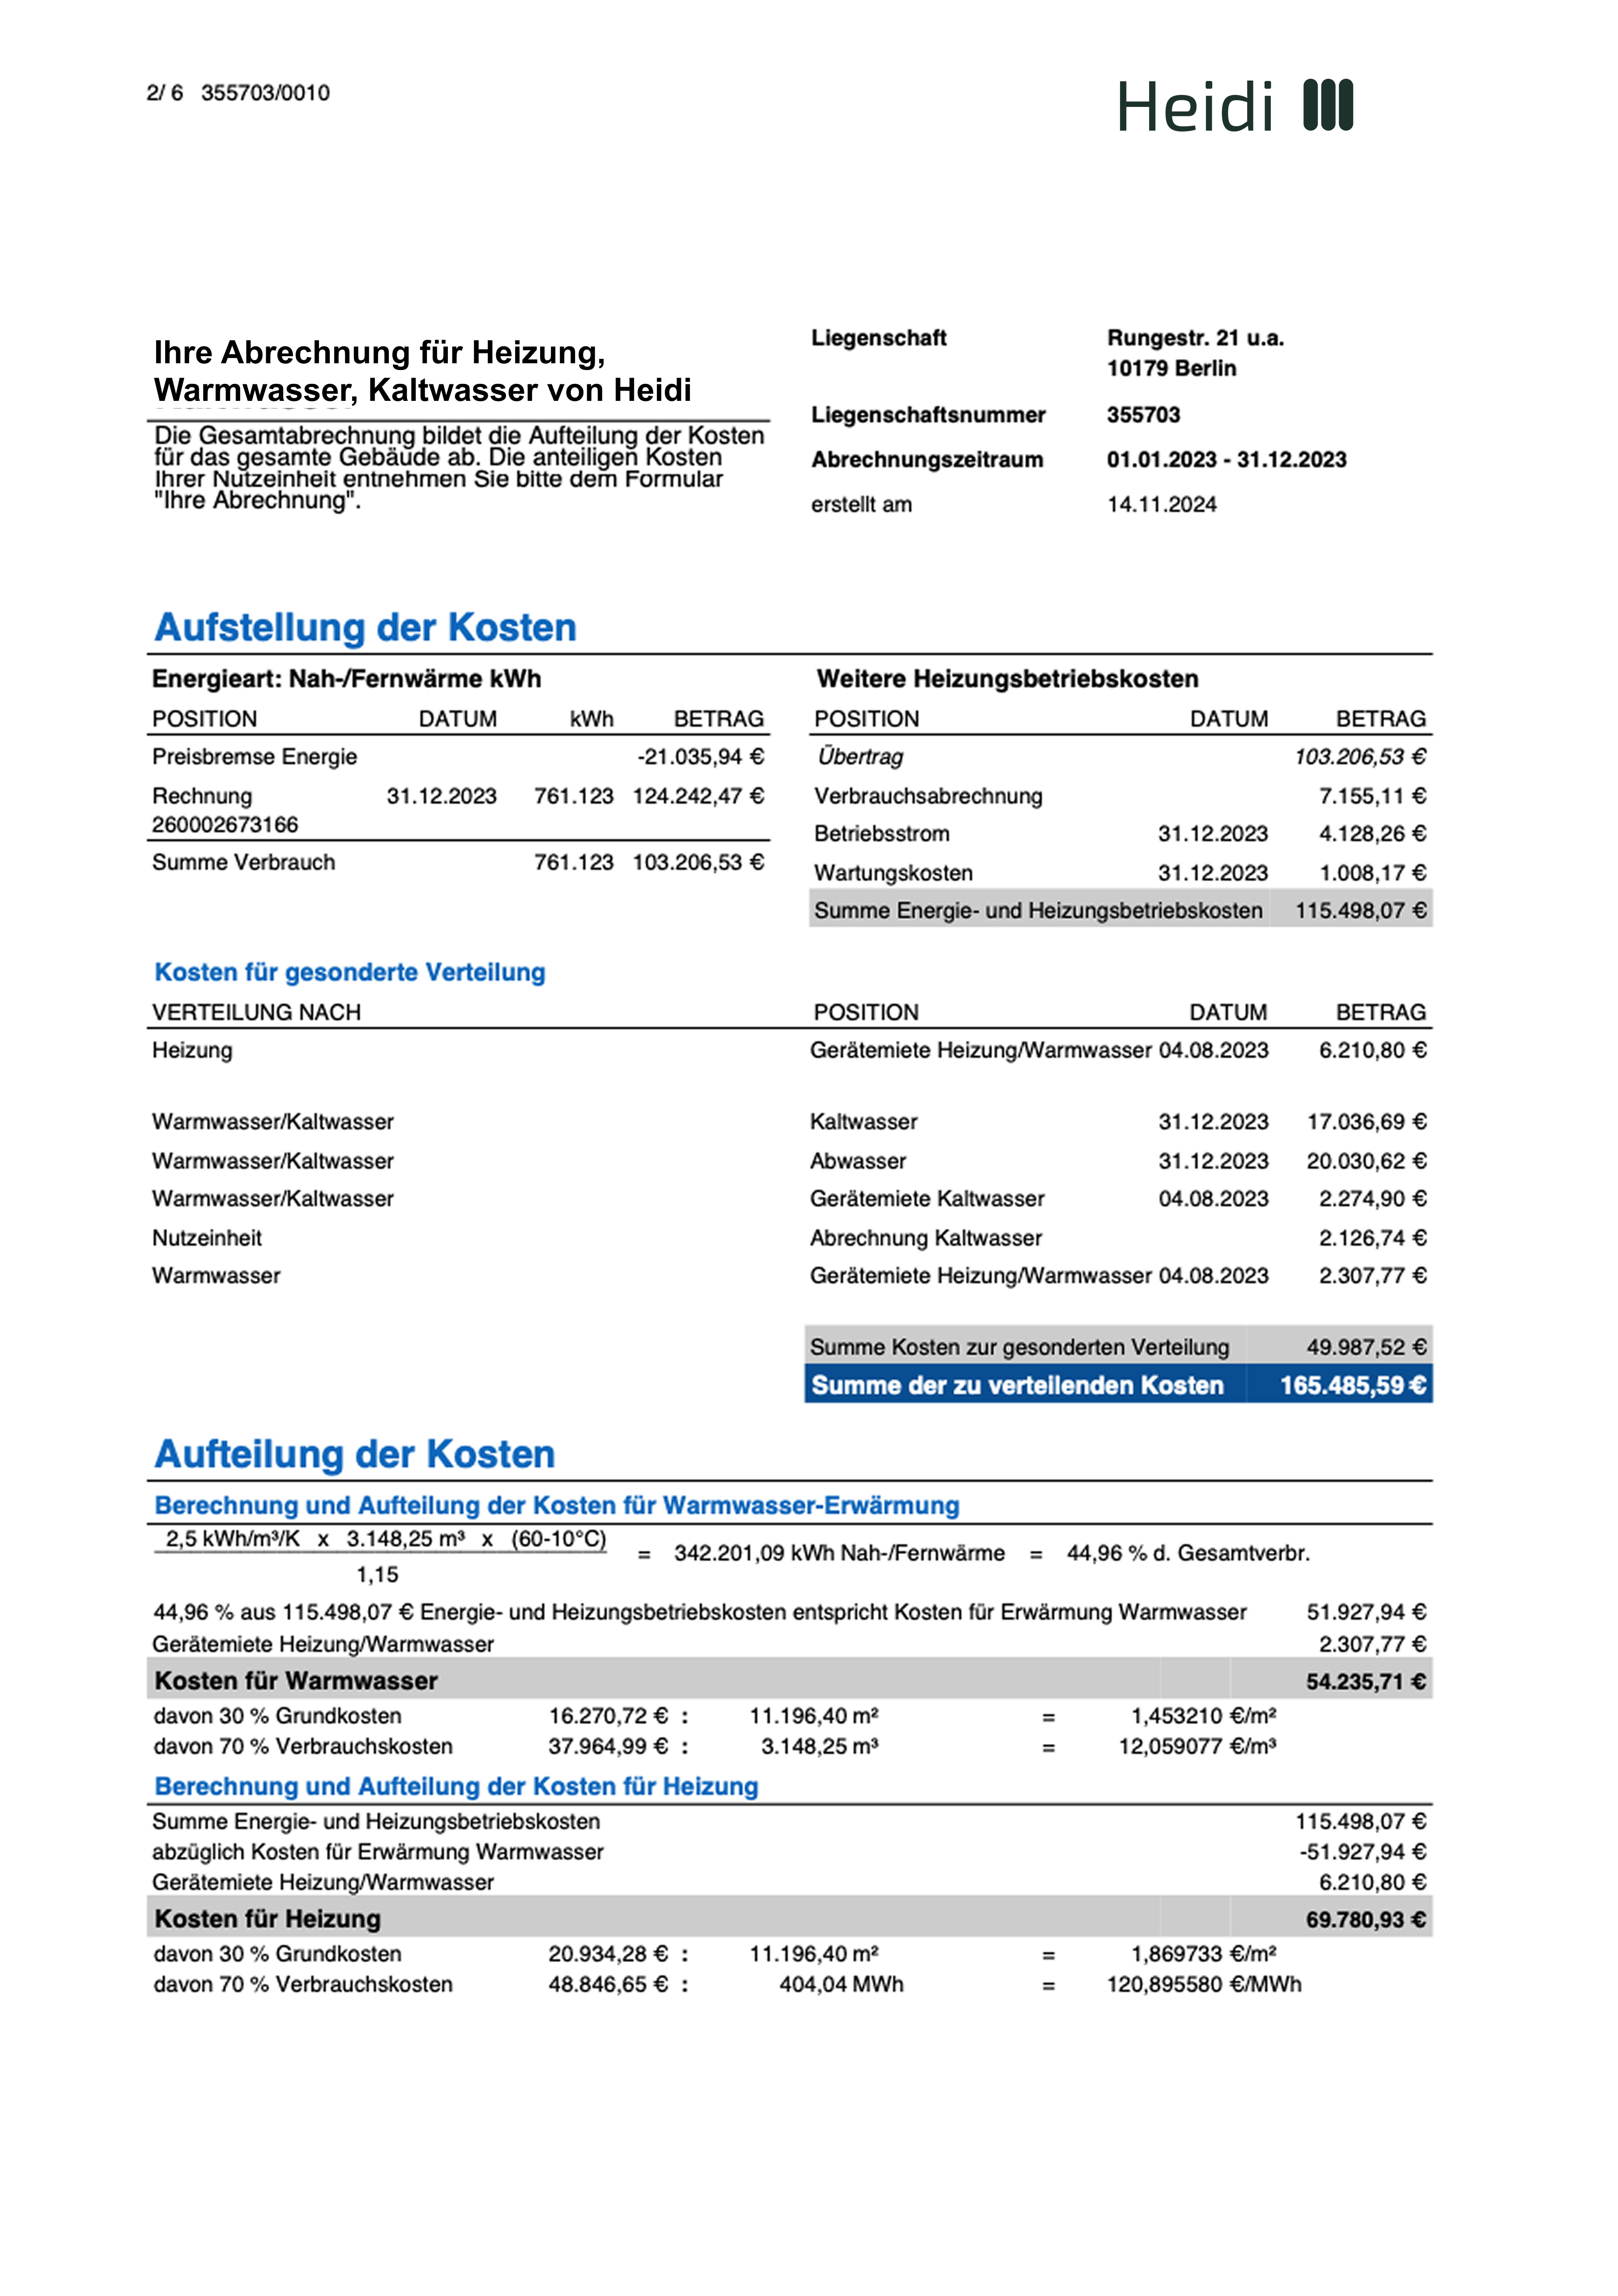 2/ 6 355703/0010
Heidi
Ihre Abrechnung für Heizung,
Warmwasser, Kaltwasser von Heidi
Die Gesamtabrechnung bildet die Aufteilung der Kosten
für das gesamte Gebäude ab. Die anteiligen Kosten
Ihrer Nutzeinheit entnehmen Sie bitte dem Formular
"Ihre Abrechnung".
Liegenschaft Rungestr. 21 u.a.
10179 Berlin
Liegenschaftsnummer 355703
Abrechnungszeitraum 01.01.2023 - 31.12.2023
erstellt am 14.11.2024
Aufstellung der Kosten
Energieart: Nah-/Fernwärme kWh
POSITION DATUM kWh BETRAG
Preisbremse Energie -21.035,94 €
Rechnung 31.12.2023 761.123 124.242,47 €
260002673166
Summe Verbrauch 761.123 103.206,53 €
Weitere Heizungsbetriebskosten
POSITION DATUM BETRAG
Übertrag 103.206,53 €
Verbrauchsabrechnung 7.155,11 €
Betriebsstrom 31.12.2023 4.128,26 €
Wartungskosten 31.12.2023 1.008,17 €
Summe Energie- und Heizungsbetriebskosten 115.498,07 €
Kosten für gesonderte Verteilung
VERTEILUNG NACH POSITION DATUM BETRAG
Heizung Gerätemiete Heizung/Warmwasser 04.08.2023 6.210,80 €
Warmwasser/Kaltwasser Kaltwasser 31.12.2023 17.036,69 €
Warmwasser/Kaltwasser Abwasser 31.12.2023 20.030,62 €
Warmwasser/Kaltwasser Gerätemiete Kaltwasser 04.08.2023 2.274,90 €
Nutzeinheit Abrechnung Kaltwasser 2.126,74 €
Warmwasser Gerätemiete Heizung/Warmwasser 04.08.2023 2.307,77 €
Summe Kosten zur gesonderten Verteilung 49.987,52 €
Summe der zu verteilenden Kosten 165.485,59 €
Aufteilung der Kosten
Berechnung und Aufteilung der Kosten für Warmwasser-Erwärmung
2,5 kWh/m³/K x 3.148,25 m³ x (60-10°C)
1,15
= 342.201,09 kWh Nah-/Fernwärme = 44,96 % d. Gesamtverbr.
44,96 % aus 115.498,07 € Energie- und Heizungsbetriebskosten entspricht Kosten für Erwärmung Warmwasser 51.927,94 €
Gerätemiete Heizung/Warmwasser 2.307,77 €
Kosten für Warmwasser 54.235,71 €
davon 30 % Grundkosten 16.270,72 € : 11.196,40 m² = 1,453210 €/m²
davon 70 % Verbrauchskosten 37.964,99 € : 3.148,25 m³ = 12,059077 €/m³
Berechnung und Aufteilung der Kosten für Heizung
Summe Energie- und Heizungsbetriebskosten 115.498,07 €
abzüglich Kosten für Erwärmung Warmwasser -51.927,94 €
Gerätemiete Heizung/Warmwasser 6.210,80 €
Kosten für Heizung 69.780,93 €
davon 30 % Grundkosten 20.934,28 € : 11.196,40 m² = 1,869733 €/m²
davon 70 % Verbrauchskosten 48.846,65 € : 404,04 MWh = 120,895580 €/MWh